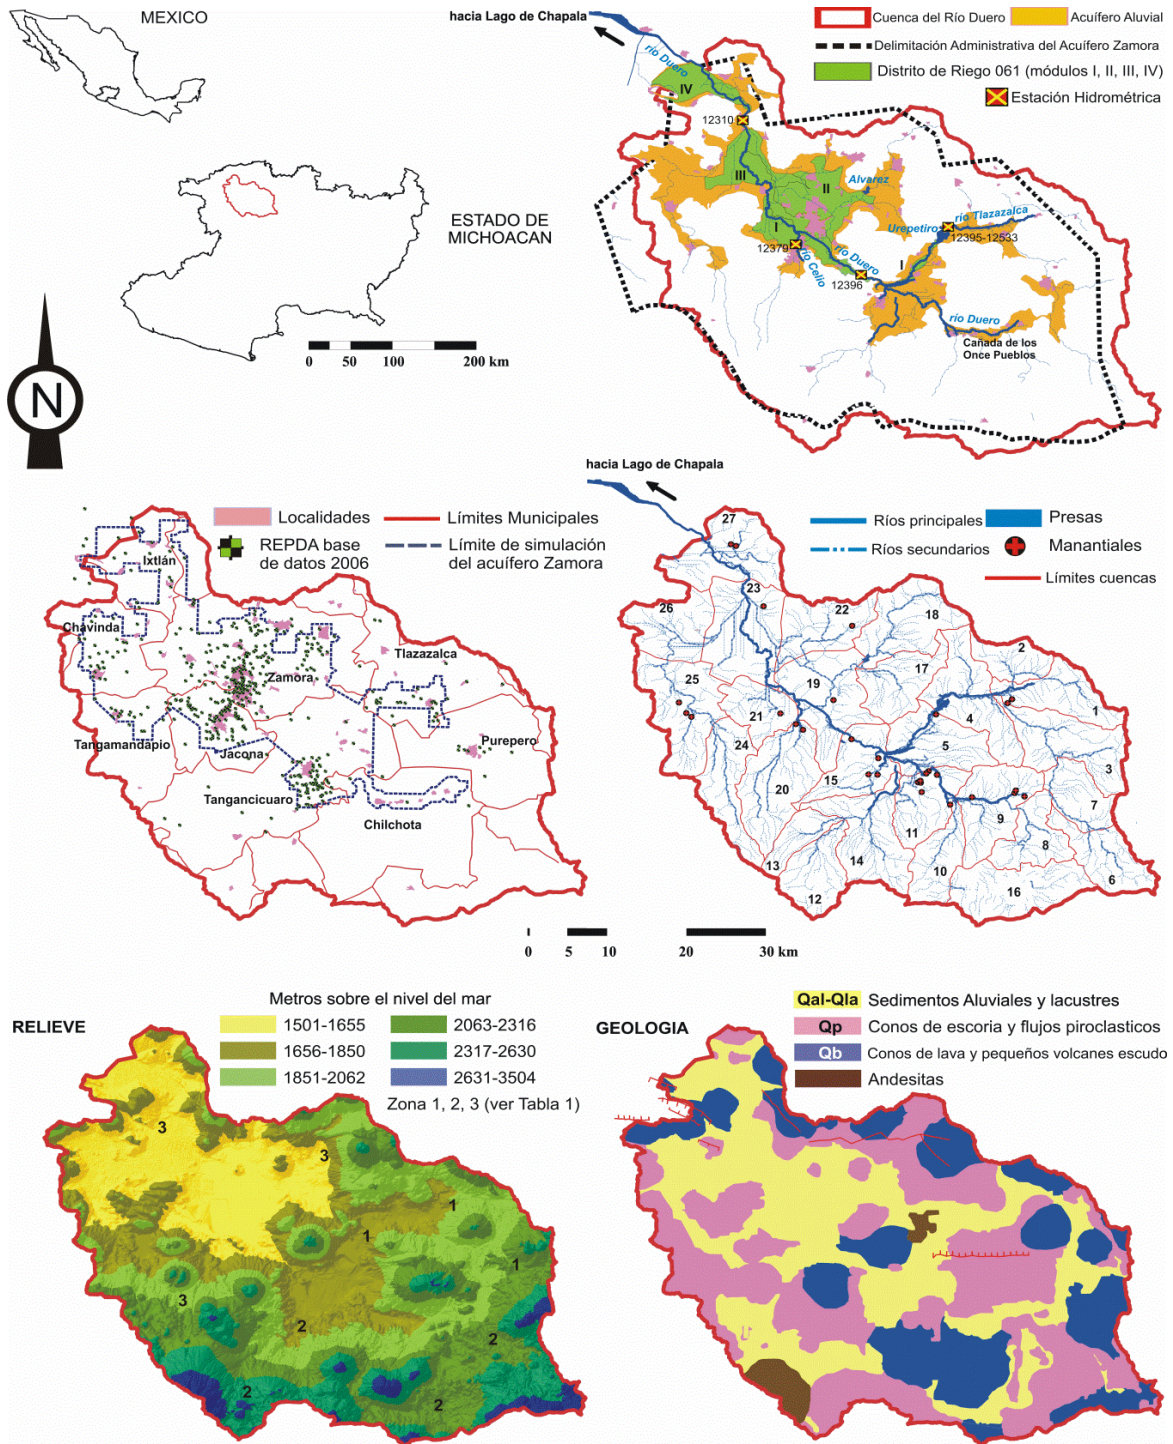 MEXICO
ESTADO DE
MICHOACAN
0 50 100 200 km
N
hacia Lago de Chapala
Cuenca del Río Duero
Acuífero Aluvial
Delimitación Administrativa del Acuífero Zamora
Distrito de Riego 061 (módulos I, II, III, IV)
Estación Hidrométrica
río Duero
IV
12310
III
II
Alvarez
I
12379
río Celio
río Duero
12396
Urepetiro
río Tlazazalca
12395-12533
I
río Duero
Cañada de los
Once Pueblos
Localidades
Límites Municipales
REPDA base
de datos 2006
Límite de simulación
del acuífero Zamora
Ixtlán
Chavinda
Tlazazalca
Zamora
Tangamandapio
Jacona
Purepero
Tangancicuaro
Chilchota
hacia Lago de Chapala
Ríos principales
Presas
Ríos secundarios
Manantiales
Límites cuencas
27
23
26
22
18
2
17
25
19
1
21
4
24
5
3
15
20
7
9
11
8
13
14
10
6
12
16
0 5 10 20 30 km
RELIEVE
Metros sobre el nivel del mar
1501-1655
2063-2316
1656-1850
2317-2630
1851-2062
2631-3504
Zona 1, 2, 3 (ver Tabla 1)
3
3
1
1
1
3
2
2
2
2
GEOLOGIA
Qal-Qla Sedimentos Aluviales y lacustres
Qp Conos de escoria y flujos piroclasticos
Qb Conos de lava y pequeños volcanes escudo
Andesitas